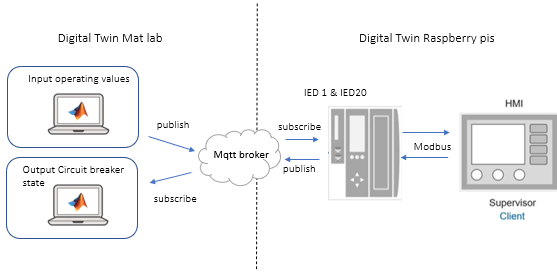 Digital Twin Mat lab
Digital Twin Raspberry pis
Input operating values
IED 1 & IED20
HMI
publish
subscribe
Mqtt broker
Modbus
publish
Output Circuit breaker
state
subscribe
Supervisor
Client